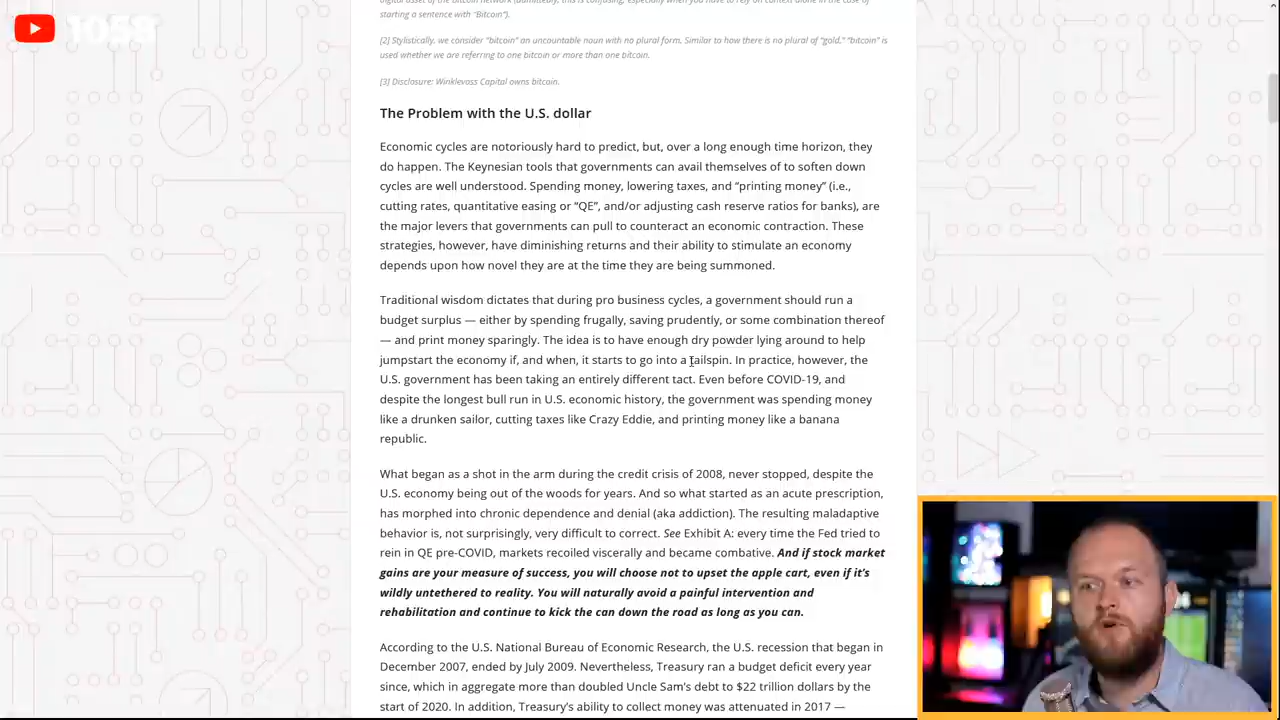 1058
digital asset of the bitcoin network (admittedly, this is confusing, especially when you have to rely on context alone in the case of
starting a sentence with “Bitcoin”).
[2] Stylistically, we consider “bitcoin” an uncountable noun with no plural form. Similar to how there is no plural of “gold,” “bitcoin” is
used whether we are referring to one bitcoin or more than one bitcoin.
[3] Disclosure: Winklevoss Capital owns bitcoin.
The Problem with the U.S. dollar
Economic cycles are notoriously hard to predict, but, over a long enough time horizon, they
do happen. The Keynesian tools that governments can avail themselves of to soften down
cycles are well understood. Spending money, lowering taxes, and “printing money” (i.e.,
cutting rates, quantitative easing or “QE”, and/or adjusting cash reserve ratios for banks), are
the major levers that governments can pull to counteract an economic contraction. These
strategies, however, have diminishing returns and their ability to stimulate an economy
depends upon how novel they are at the time they are being summoned.
Traditional wisdom dictates that during pro business cycles, a government should run a
budget surplus — either by spending frugally, saving prudently, or some combination thereof
— and print money sparingly. The idea is to have enough dry powder lying around to help
jumpstart the economy if, and when, it starts to go into a tailspin. In practice, however, the
U.S. government has been taking an entirely different tact. Even before COVID-19, and
despite the longest bull run in U.S. economic history, the government was spending money
like a drunken sailor, cutting taxes like Crazy Eddie, and printing money like a banana
republic.
What began as a shot in the arm during the credit crisis of 2008, never stopped, despite the
U.S. economy being out of the woods for years. And so what started as an acute prescription,
has morphed into chronic dependence and denial (aka addiction). The resulting maladaptive
behavior is, not surprisingly, very difficult to correct. See Exhibit A: every time the Fed tried to
rein in QE pre-COVID, markets recoiled viscerally and became combative. And if stock market
gains are your measure of success, you will choose not to upset the apple cart, even if it’s
wildly untethered to reality. You will naturally avoid a painful intervention and
rehabilitation and continue to kick the can down the road as long as you can.
According to the U.S. National Bureau of Economic Research, the U.S. recession that began in
December 2007, ended by July 2009. Nevertheless, Treasury ran a budget deficit every year
since, which in aggregate more than doubled Uncle Sam’s debt to $22 trillion dollars by the
start of 2020. In addition, Treasury’s ability to collect money was attenuated in 2017 —